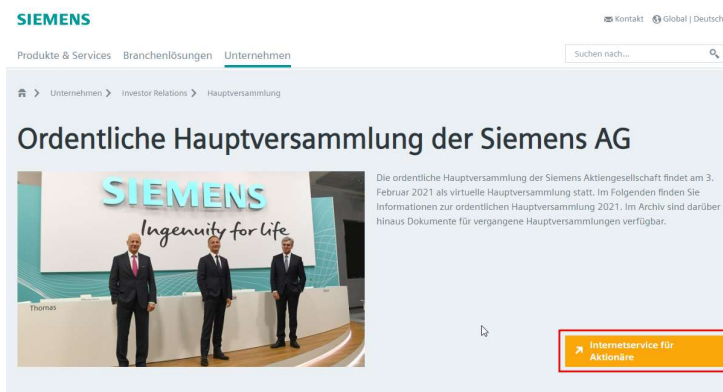 SIEMENS
Kontakt Global | Deutsch
Produkte & Services Branchenlösungen Unternehmen
Suchen nach...
Unternehmen Investor Relations Hauptversammlung
Ordentliche Hauptversammlung der Siemens AG
SIEMENS
Ingenuity for life
Thomas
Die ordentliche Hauptversammlung der Siemens Aktiengesellschaft findet am 3.
Februar 2021 als virtuelle Hauptversammlung statt. Im Folgenden finden Sie
Informationen zur ordentlichen Hauptversammlung 2021. Im Archiv sind darüber
hinaus Dokumente für vergangene Hauptversammlungen verfügbar.
Internetservice für
Aktionäre